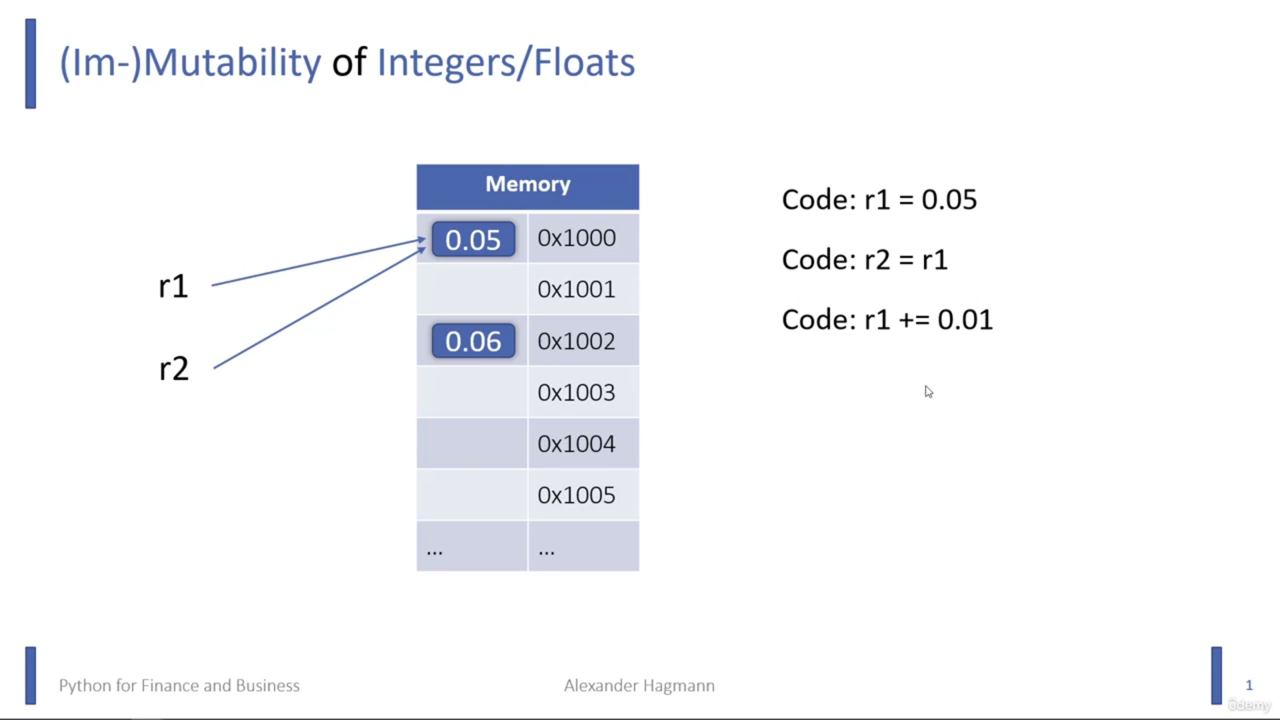 (Im-)Mutability of Integers/Floats
Memory
0.05 0x1000
0x1001
0.06 0x1002
0x1003
0x1004
0x1005
... ...
r1
r2
Code: r1 = 0.05
Code: r2 = r1
Code: r1 += 0.01
Python for Finance and Business
Alexander Hagmann
1
ûdemy